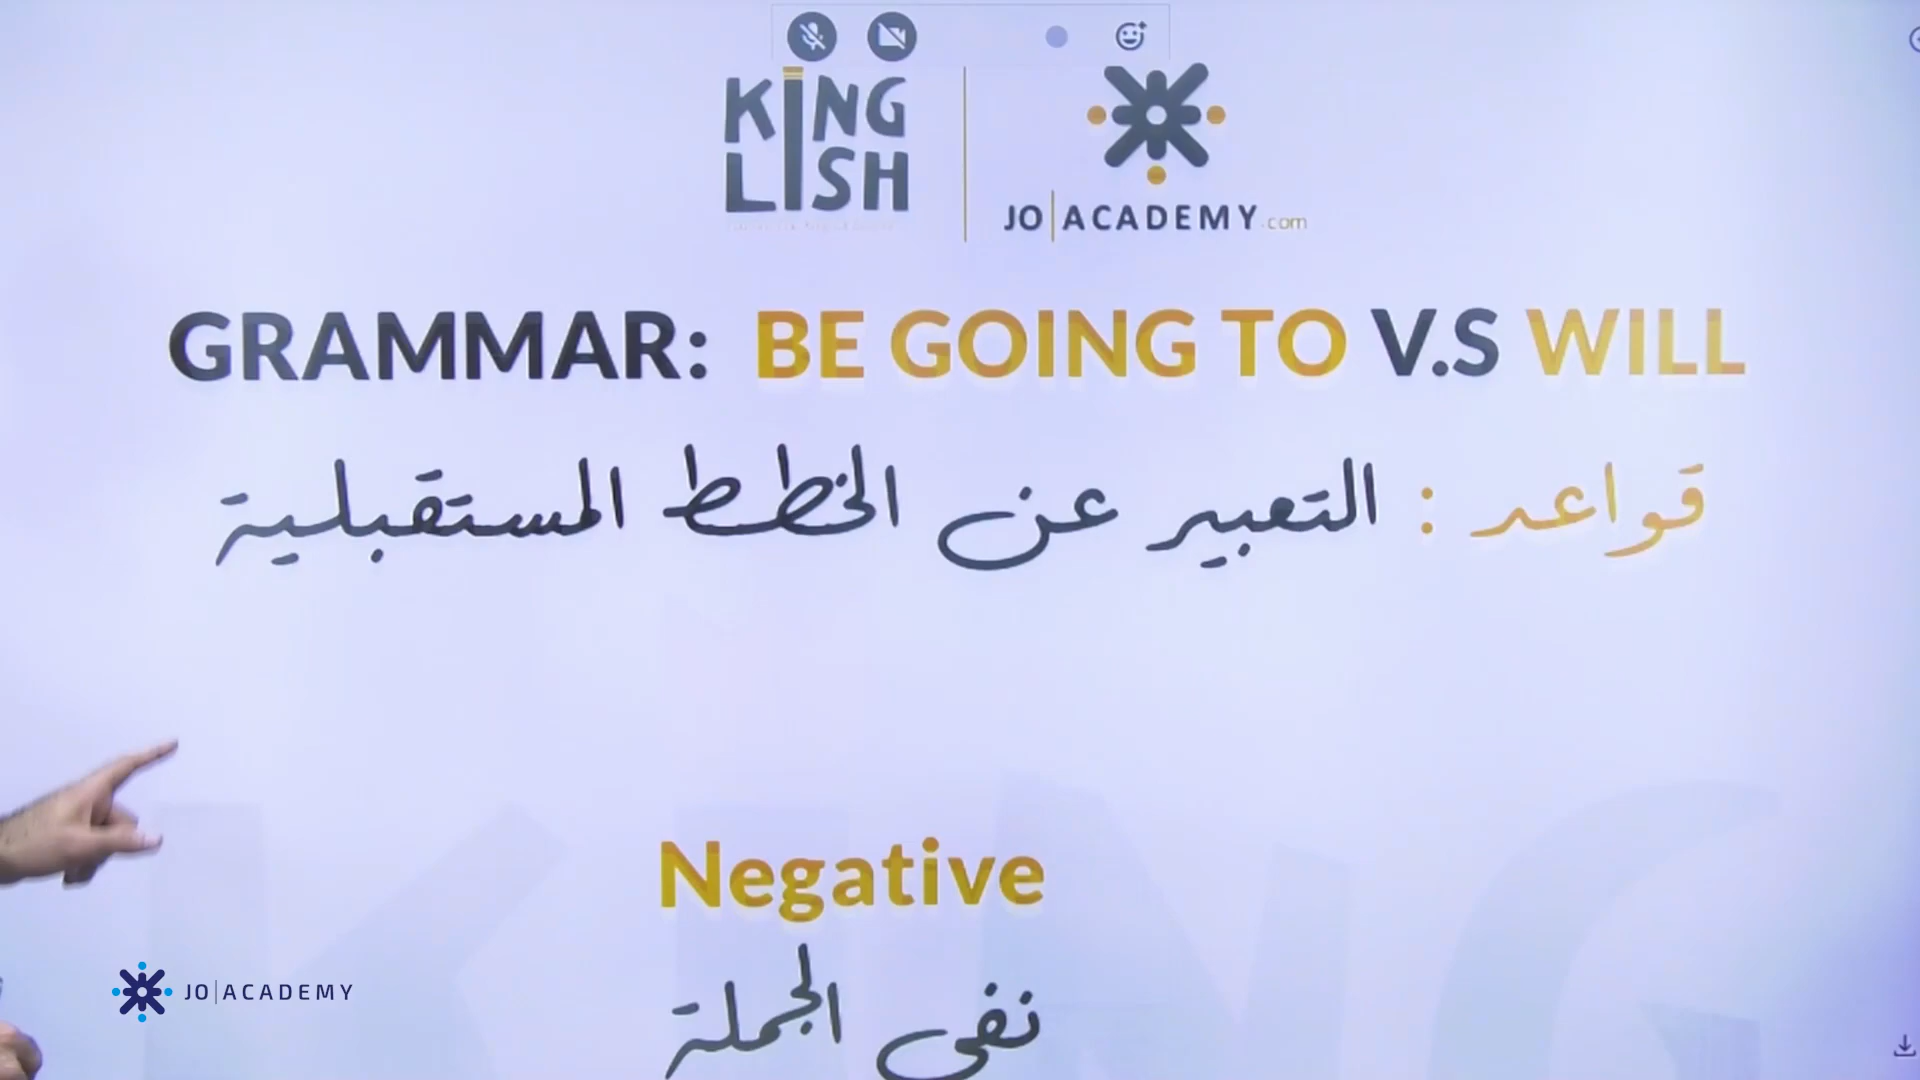 KING
LISH
JO ACADEMY.com
GRAMMAR: BE GOING TO V.S WILL
قواعد : التعبير عن الخطط المستقبلية
Negative
نفي الجملة
JO ACADEMY